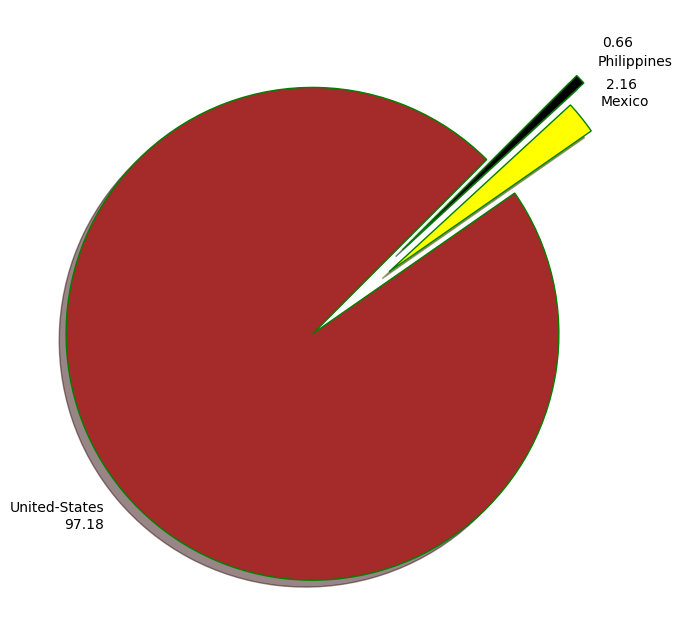 0.66
Philippines
2.16
Mexico
United-States
97.18